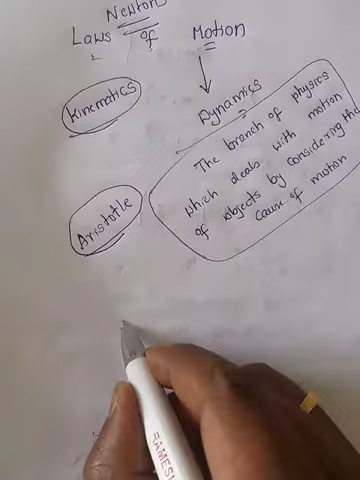 Newton
Laws of Motion
Kinematics
Dynamics
The branch of physics
which deals with motion
of objects by considering the
cause of motion
Aristotle
RAMESH